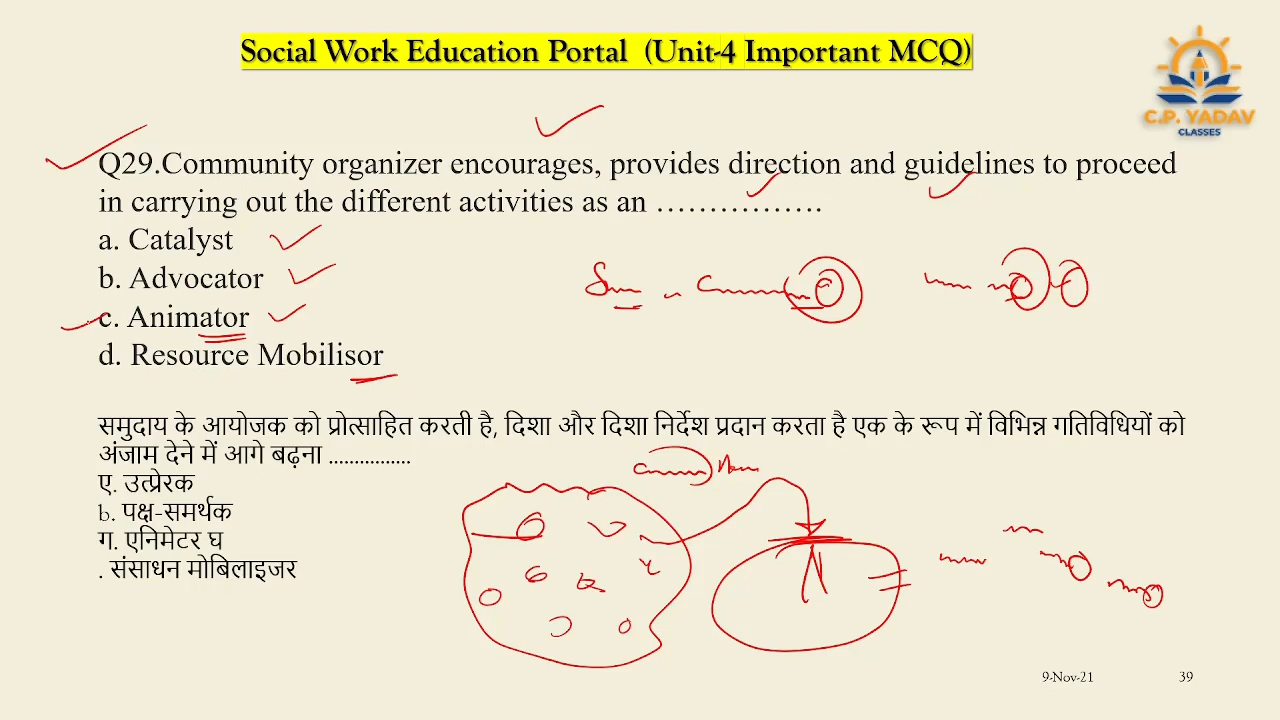 Social Work Education Portal (Unit-4 Important MCQ)
C.P. YADAV
CLASSES
Q29.Community organizer encourages, provides direction and guidelines to proceed
in carrying out the different activities as an …………….
a. Catalyst
b. Advocator
c. Animator
d. Resource Mobilisor
समुदाय के आयोजक को प्रोत्साहित करती है, दिशा और दिशा निर्देश प्रदान करता है एक के रूप में विभिन्न गतिविधियों को
अंजाम देने में आगे बढ़ना ................
ए. उत्प्रेरक
b. पक्ष-समर्थक
ग. एनिमेटर घ
. संसाधन मोबिलाइजर
9-Nov-21
39